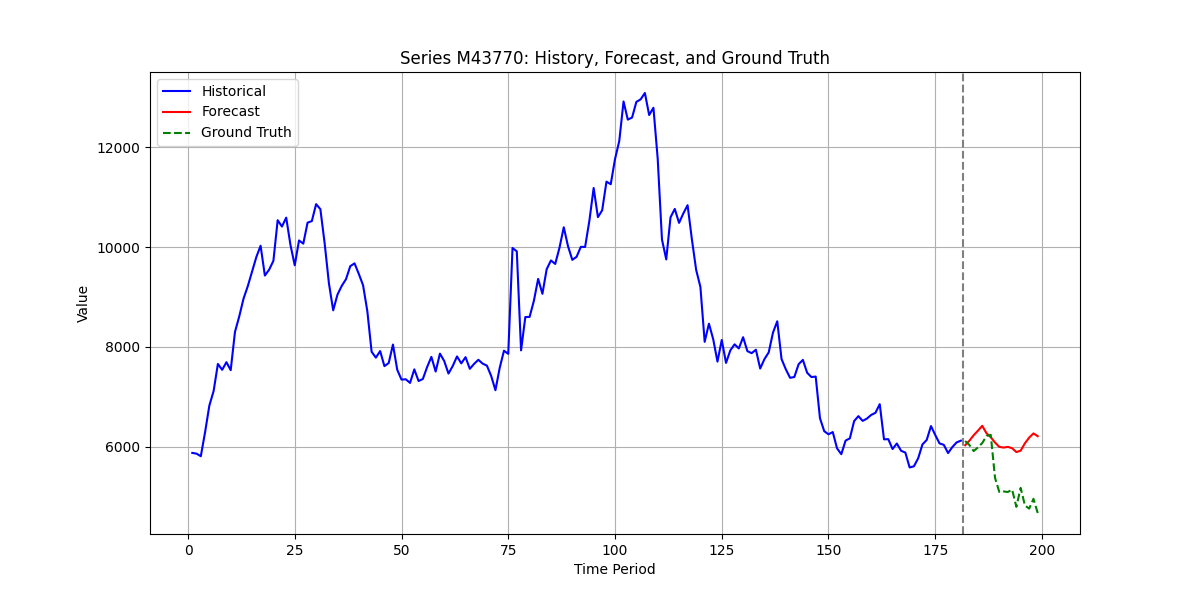 Series M43770: History, Forecast, and Ground Truth
Historical
Forecast
Ground Truth
12000
10000
8000
6000
Value
0 25 50 75 100 125 150 175 200
Time Period